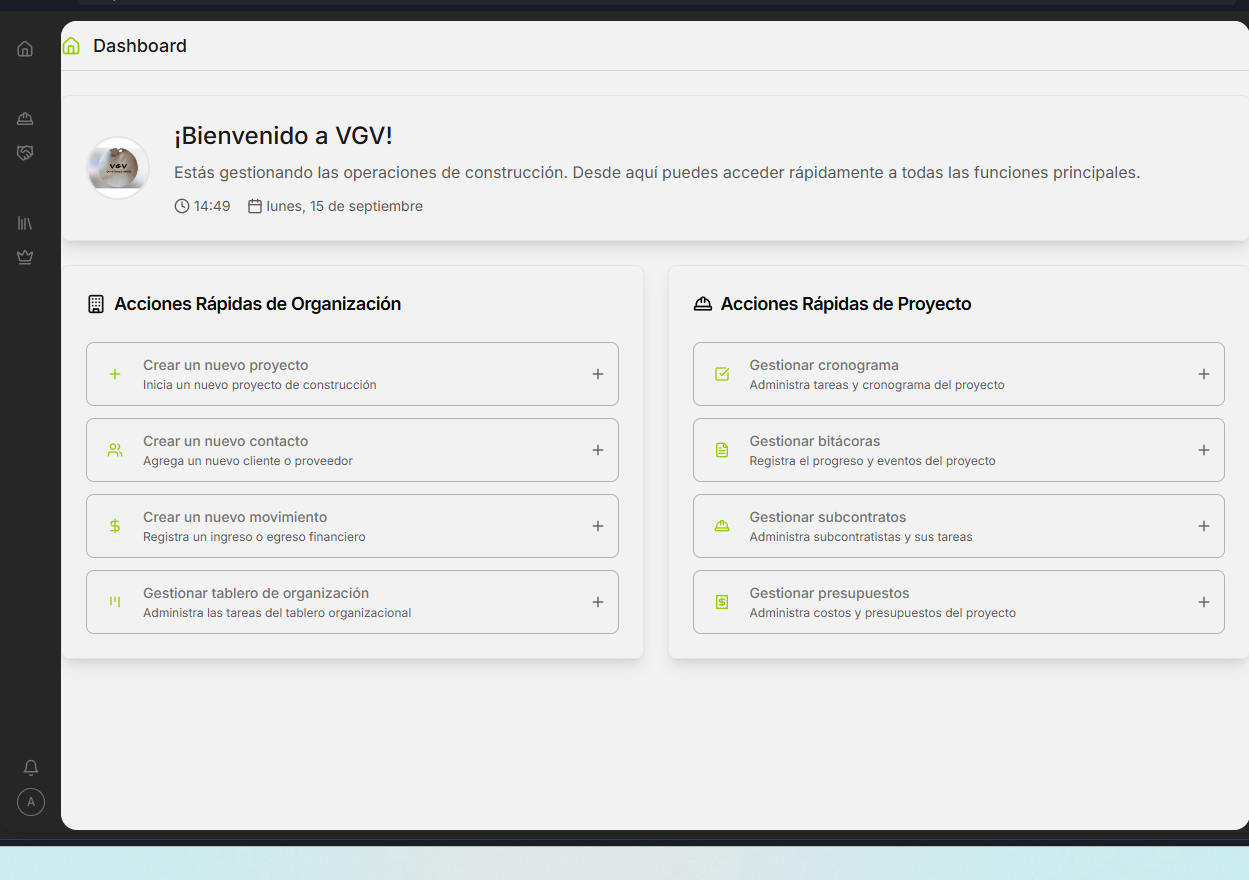 Dashboard
¡Bienvenido a VGV!
VGV
Estás gestionando las operaciones de construcción. Desde aquí puedes acceder rápidamente a todas las funciones principales.
14:49 lunes, 15 de septiembre
Acciones Rápidas de Organización
Crear un nuevo proyecto
Inicia un nuevo proyecto de construcción
Crear un nuevo contacto
Agrega un nuevo cliente o proveedor
Crear un nuevo movimiento
Registra un ingreso o egreso financiero
Gestionar tablero de organización
Administra las tareas del tablero organizacional
Acciones Rápidas de Proyecto
Gestionar cronograma
Administra tareas y cronograma del proyecto
Gestionar bitácoras
Registra el progreso y eventos del proyecto
Gestionar subcontratos
Administra subcontratistas y sus tareas
Gestionar presupuestos
Administra costos y presupuestos del proyecto
A